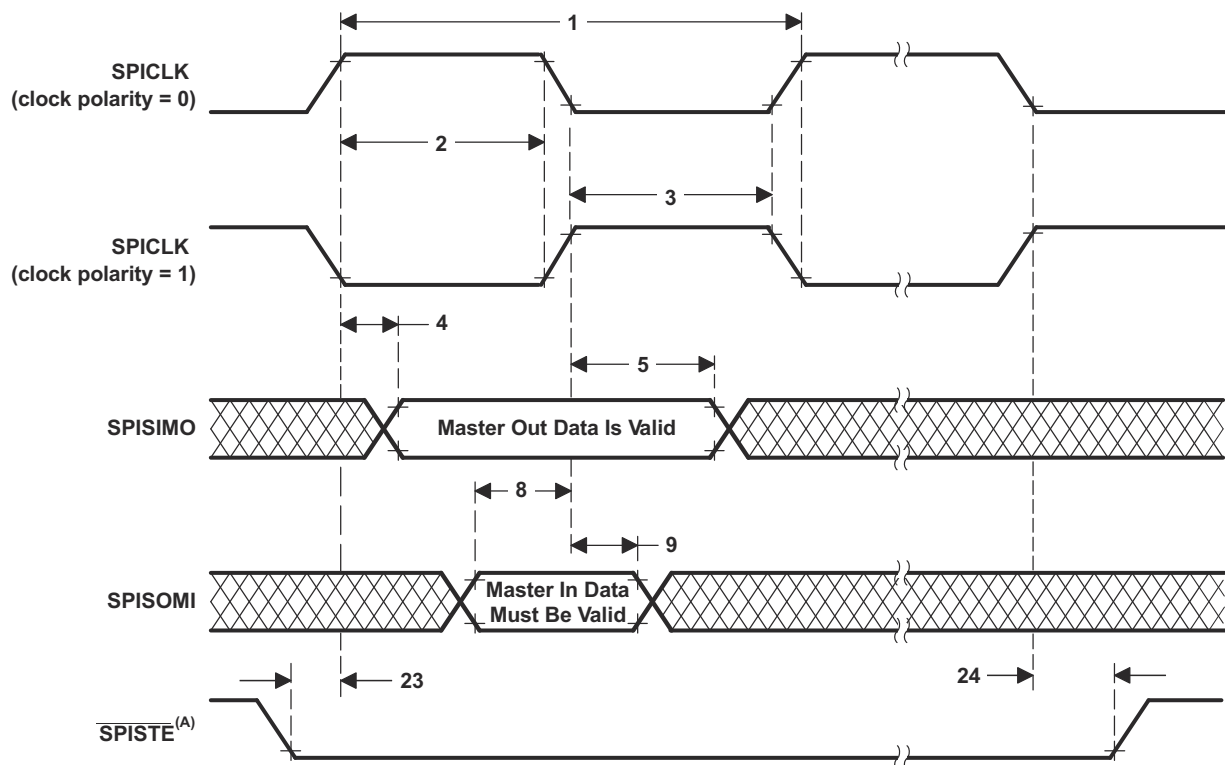 1
SPICLK
(clock polarity = 0)
2
3
SPICLK
(clock polarity = 1)
4
5
SPISIMO
Master Out Data Is Valid
8
9
SPISOMI
Master In Data
Must Be Valid
23
24
SPISTE(A)